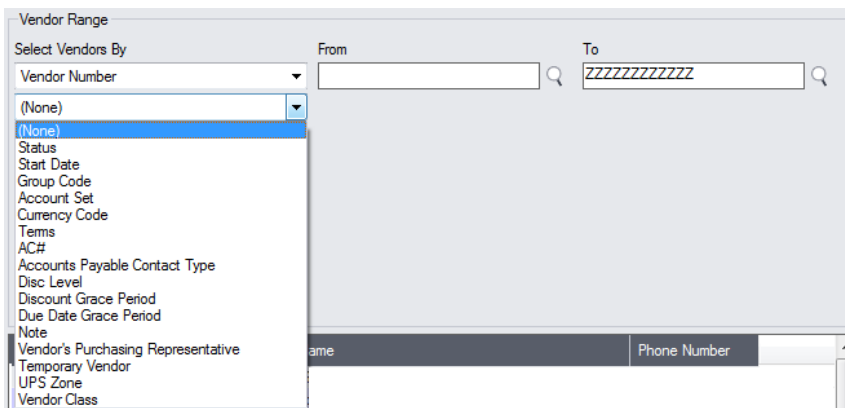 Vendor Range
Select Vendors By From To
Vendor Number ZZZZZZZZZZZZ
(None)
(None)
Status
Start Date
Group Code
Account Set
Currency Code
Terms
AC#
Accounts Payable Contact Type
Disc Level
Discount Grace Period
Due Date Grace Period
Note
Vendor's Purchasing Representative
ame Phone Number
Temporary Vendor
UPS Zone
Vendor Class